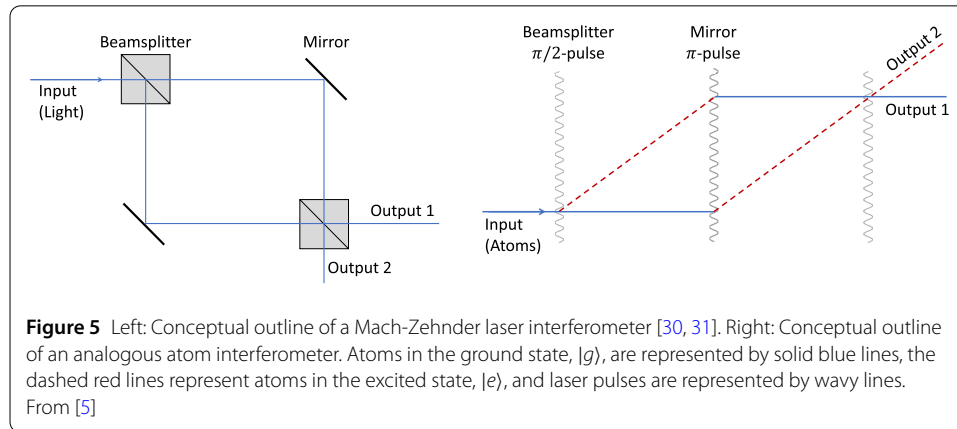 Beamsplitter
Mirror
Input
(Light)
Output 1
Output 2
Beamsplitter
π/2-pulse
Mirror
π-pulse
Output 2
Output 1
Input
(Atoms)
Figure 5 Left: Conceptual outline of a Mach-Zehnder laser interferometer [30, 31]. Right: Conceptual outline
of an analogous atom interferometer. Atoms in the ground state, |g⟩, are represented by solid blue lines, the
dashed red lines represent atoms in the excited state, |e⟩, and laser pulses are represented by wavy lines.
From [5]